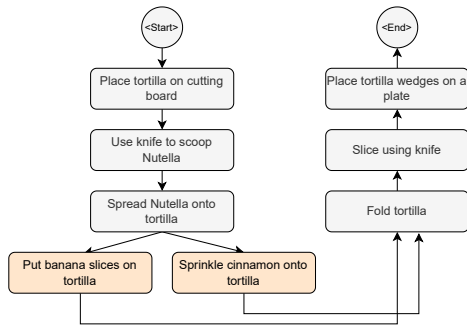 <Start>
Place tortilla on cutting
board
Use knife to scoop
Nutella
Spread Nutella onto
tortilla
Put banana slices on
tortilla
Sprinkle cinnamon onto
tortilla
Fold tortilla
Slice using knife
Place tortilla wedges on a
plate
<End>